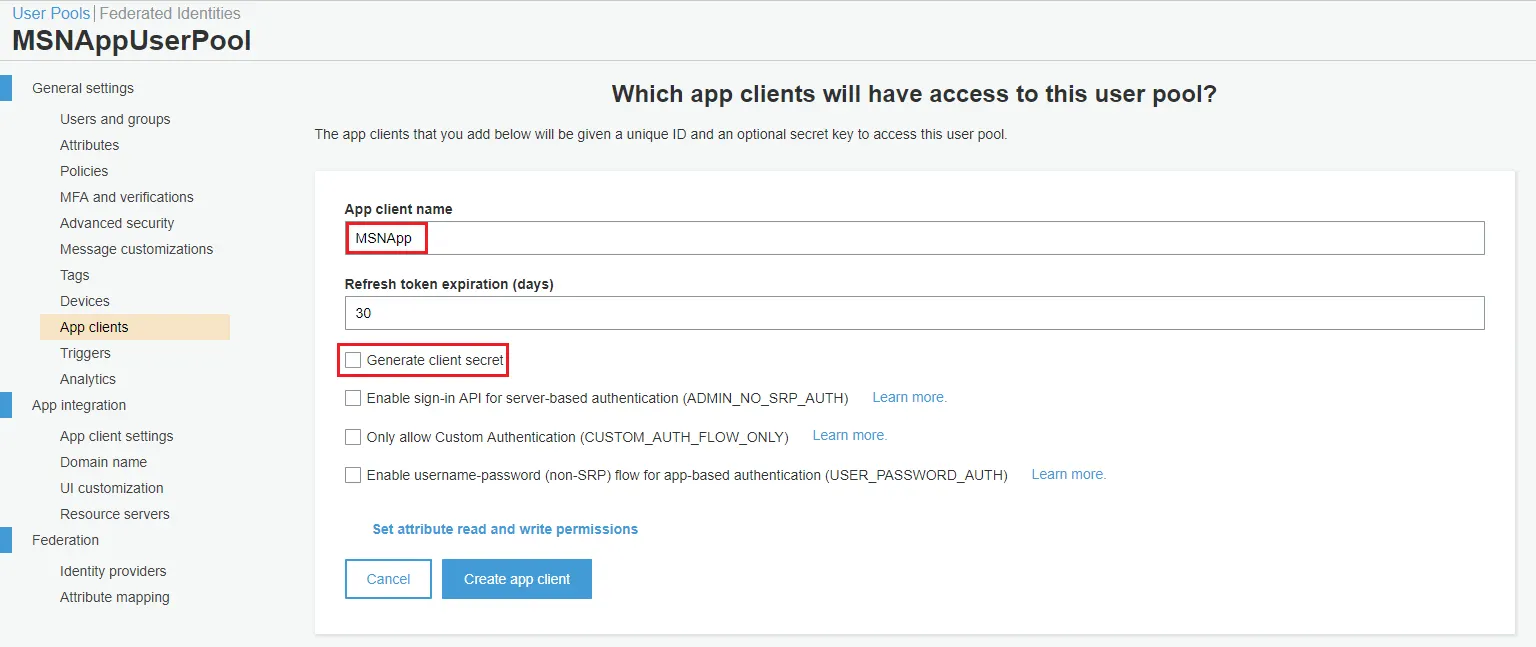 User Pools | Federated Identities
MSNAppUserPool
General settings
Users and groups
Attributes
Policies
MFA and verifications
Advanced security
Message customizations
Tags
Devices
App clients
Triggers
Analytics
App integration
App client settings
Domain name
UI customization
Resource servers
Federation
Identity providers
Attribute mapping
Which app clients will have access to this user pool?
The app clients that you add below will be given a unique ID and an optional secret key to access this user pool.
App client name
MSNApp
Refresh token expiration (days)
30
Generate client secret
Enable sign-in API for server-based authentication (ADMIN_NO_SRP_AUTH) Learn more.
Only allow Custom Authentication (CUSTOM_AUTH_FLOW_ONLY) Learn more.
Enable username-password (non-SRP) flow for app-based authentication (USER_PASSWORD_AUTH) Learn more.
Set attribute read and write permissions
Cancel Create app client